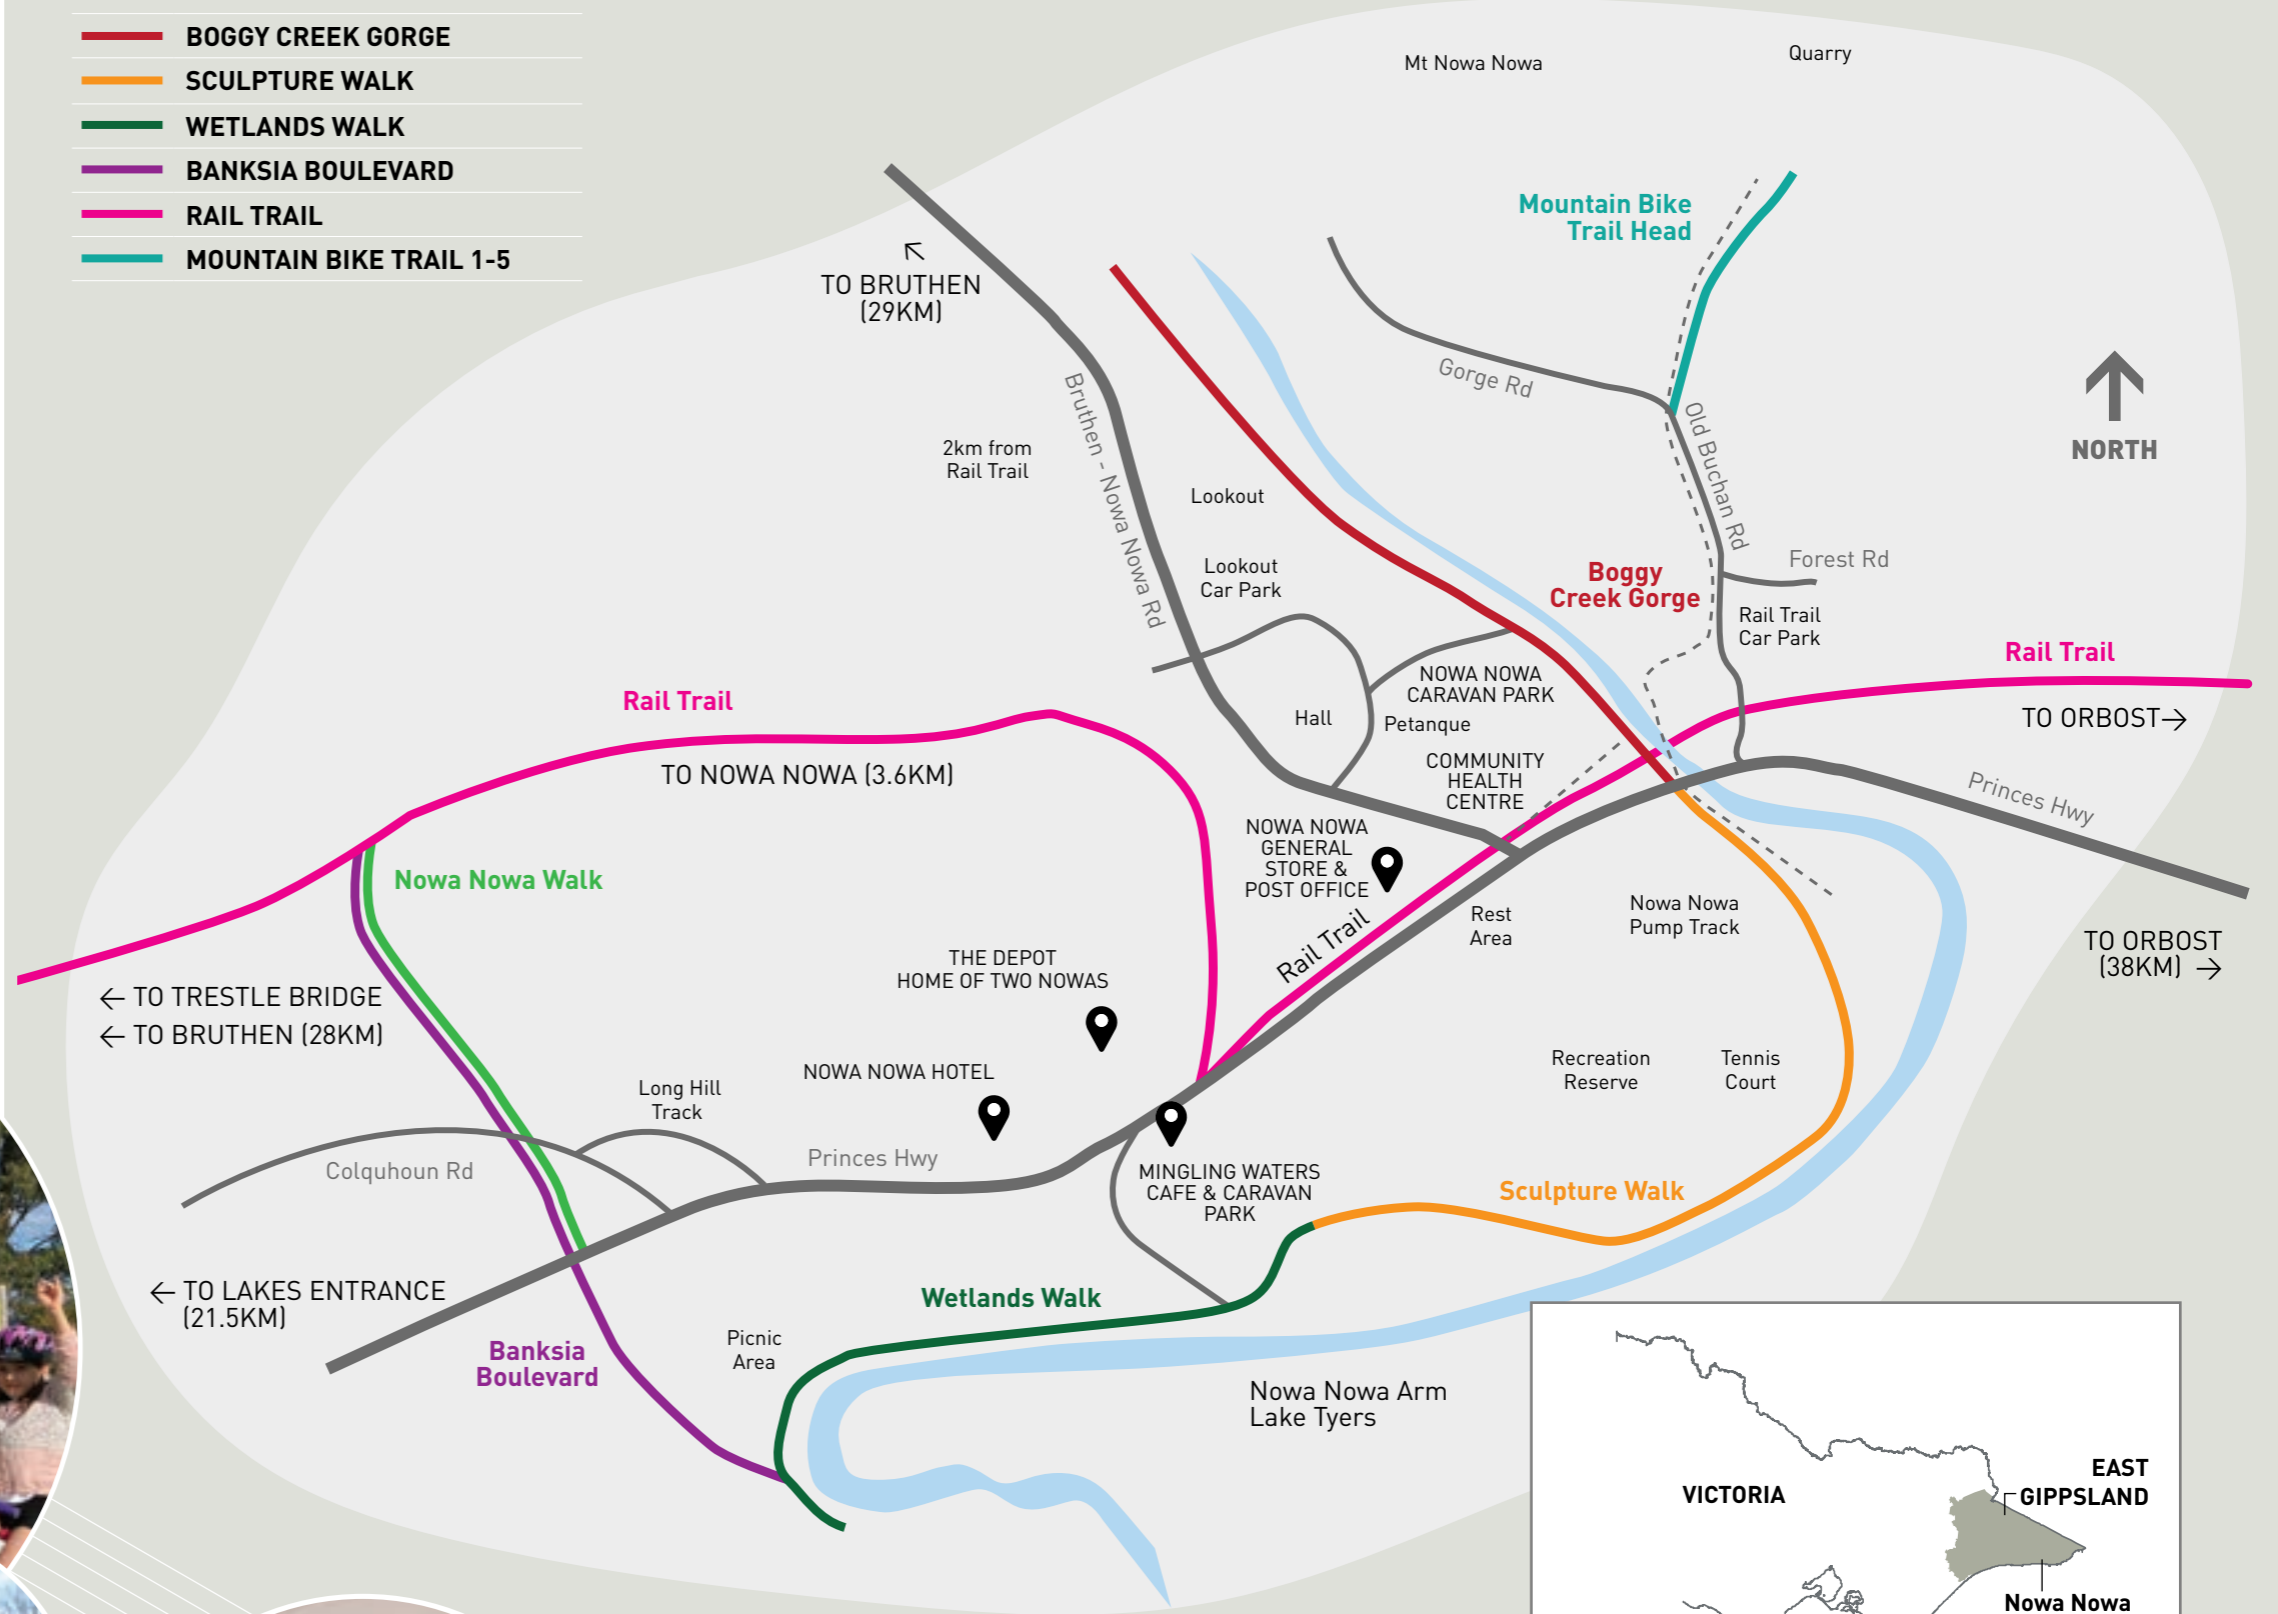 BOGGY CREEK GORGE
SCULPTURE WALK
WETLANDS WALK
BANKSIA BOULEVARD
RAIL TRAIL
MOUNTAIN BIKE TRAIL 1-5
Mt Nowa Nowa
Quarry
Mountain Bike
Trail Head
↖
TO BRUTHEN
(29KM)
Gorge Rd
Bruthen - Nowa Nowa Rd
Old Buchan Rd
NORTH
2km from
Rail Trail
Lookout
Lookout
Car Park
Boggy
Creek Gorge
Forest Rd
Rail Trail
Car Park
Rail Trail
TO ORBOST→
Rail Trail
TO NOWA NOWA (3.6KM)
Hall
NOWA NOWA
CARAVAN PARK
Petanque
COMMUNITY
HEALTH
CENTRE
Princes Hwy
NOWA NOWA
GENERAL
STORE &
POST OFFICE
Rail Trail
Nowa Nowa Walk
Rest
Area
Nowa Nowa
Pump Track
TO ORBOST
(38KM) →
THE DEPOT
HOME OF TWO NOWAS
← TO TRESTLE BRIDGE
← TO BRUTHEN (28KM)
NOWA NOWA HOTEL
Long Hill
Track
Recreation
Reserve
Tennis
Court
Colquhoun Rd
Princes Hwy
MINGLING WATERS
CAFE & CARAVAN
PARK
Sculpture Walk
← TO LAKES ENTRANCE
(21.5KM)
Wetlands Walk
Banksia
Boulevard
Picnic
Area
Nowa Nowa Arm
Lake Tyers
VICTORIA
EAST
GIPPSLAND
Nowa Nowa